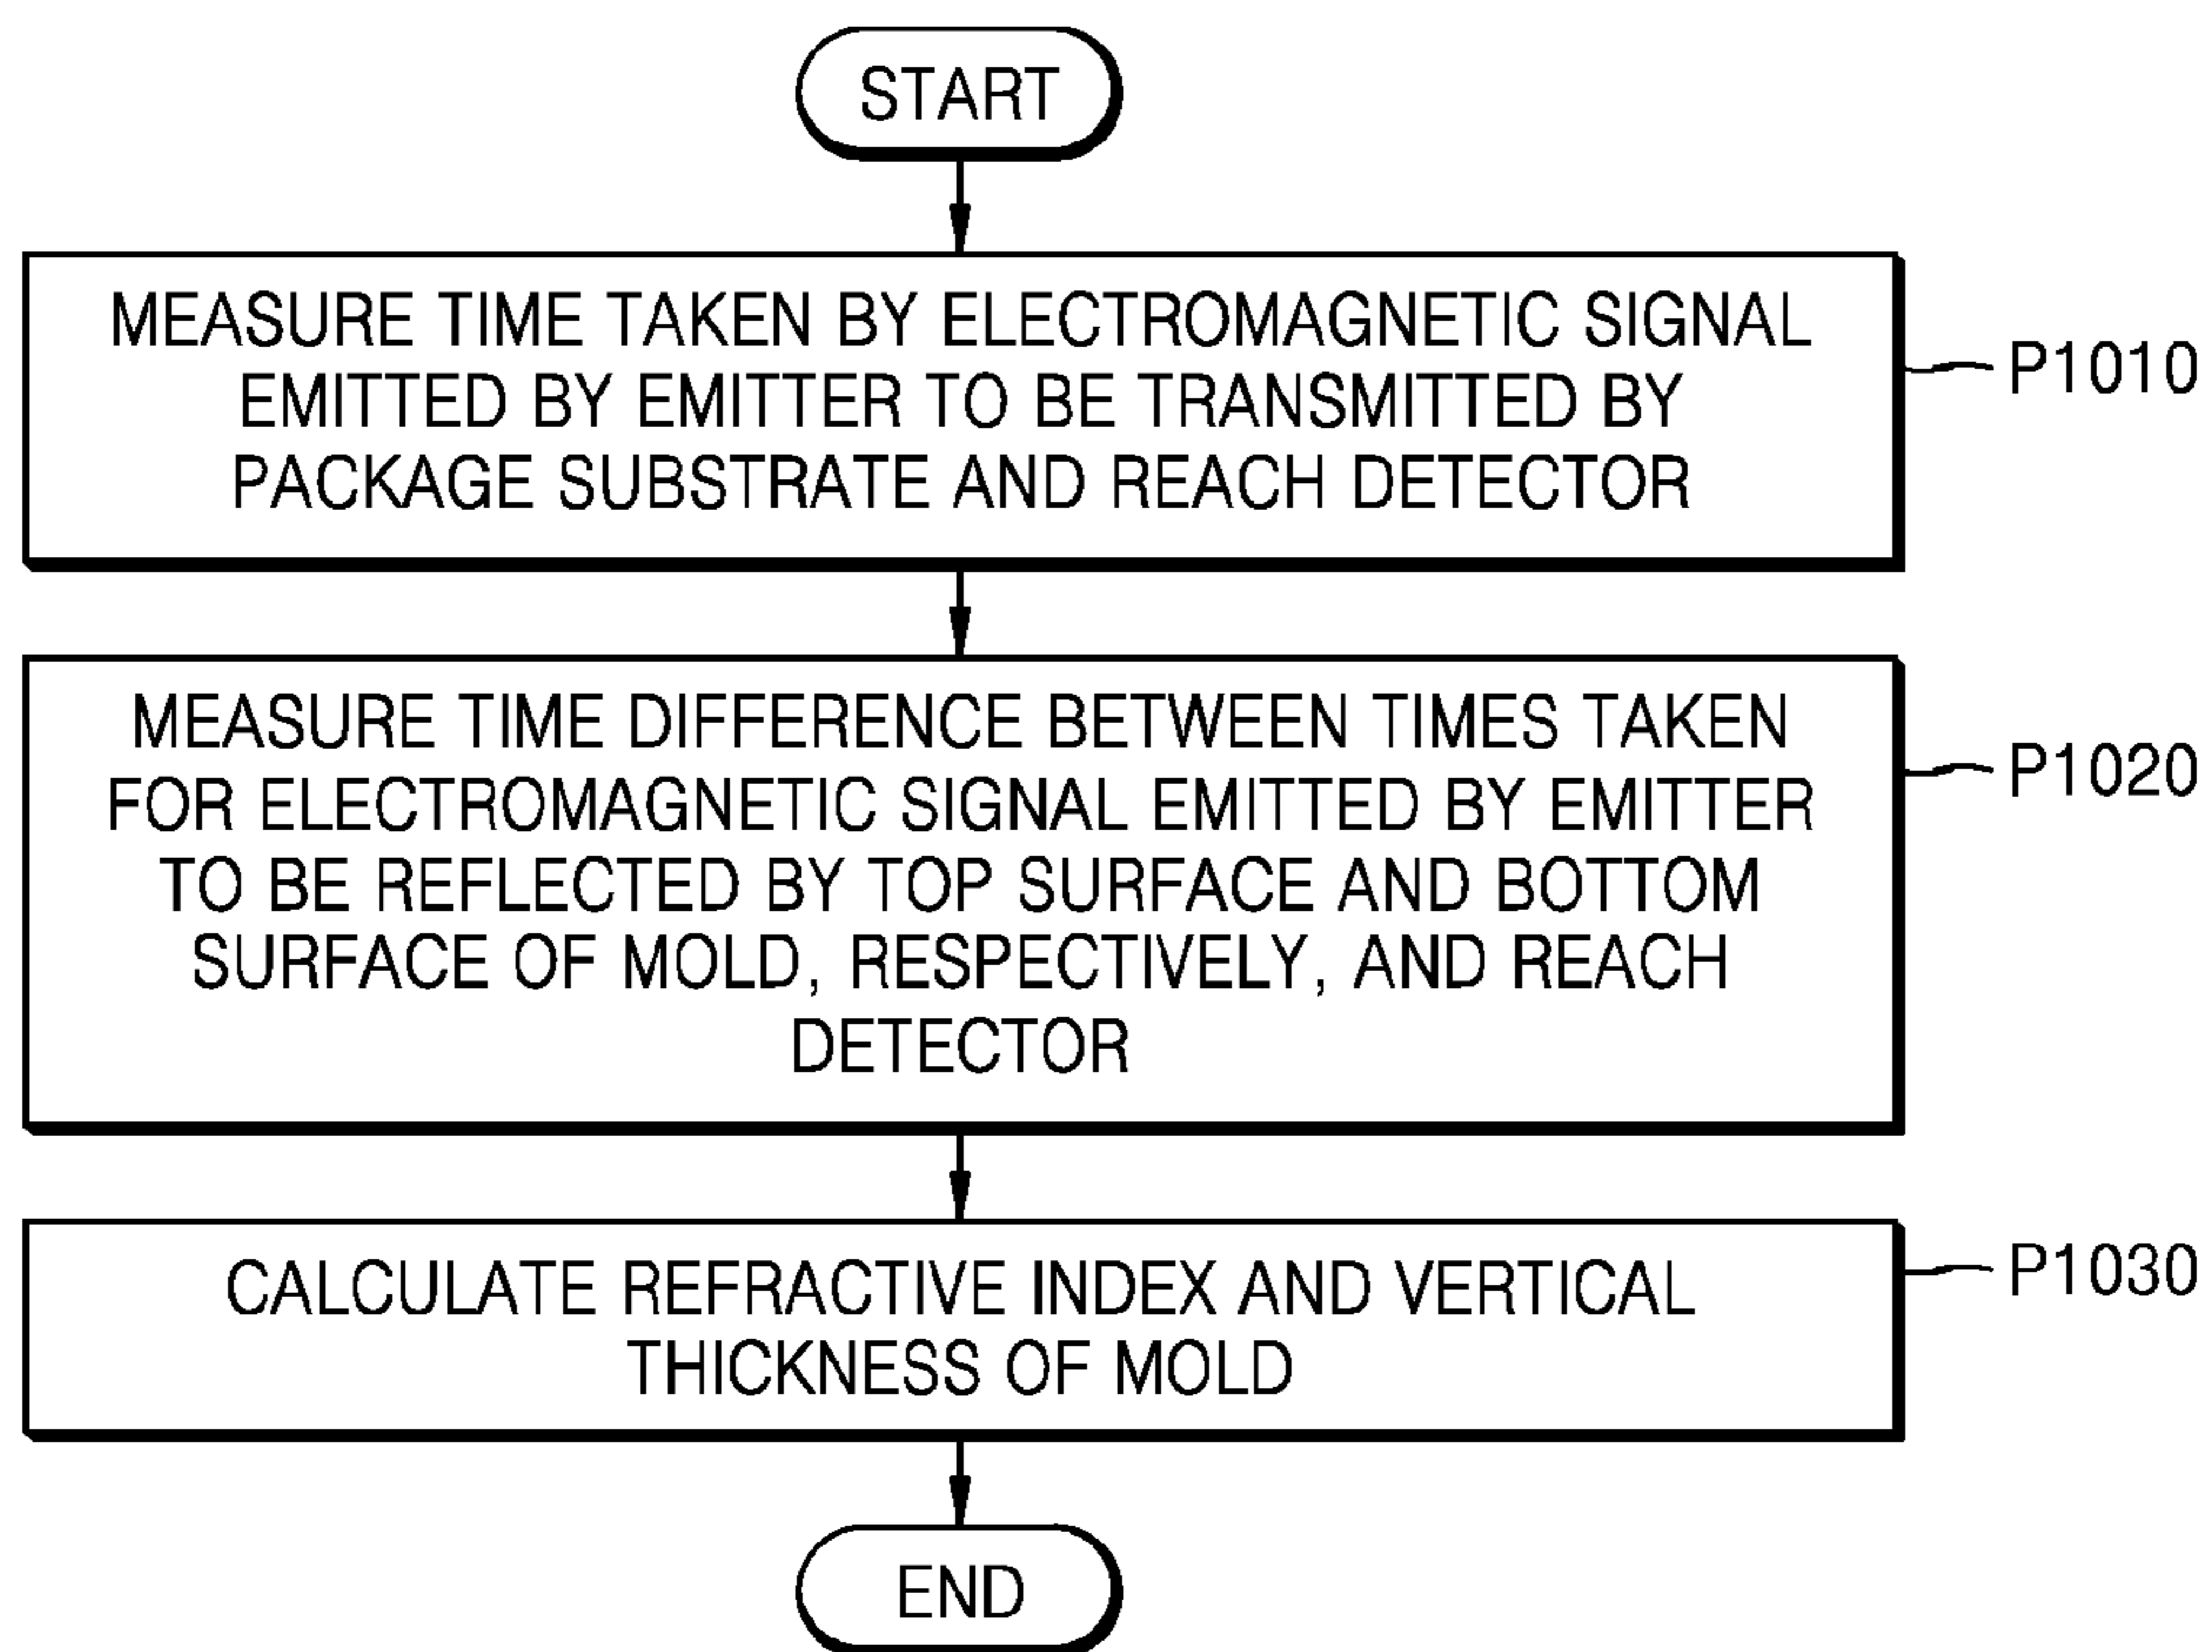 START
MEASURE TIME TAKEN BY ELECTROMAGNETIC SIGNAL
EMITTED BY EMITTER TO BE TRANSMITTED BY
PACKAGE SUBSTRATE AND REACH DETECTOR
P1010
MEASURE TIME DIFFERENCE BETWEEN TIMES TAKEN
FOR ELECTROMAGNETIC SIGNAL EMITTED BY EMITTER
TO BE REFLECTED BY TOP SURFACE AND BOTTOM
SURFACE OF MOLD, RESPECTIVELY, AND REACH
DETECTOR
P1020
CALCULATE REFRACTIVE INDEX AND VERTICAL
THICKNESS OF MOLD
P1030
END